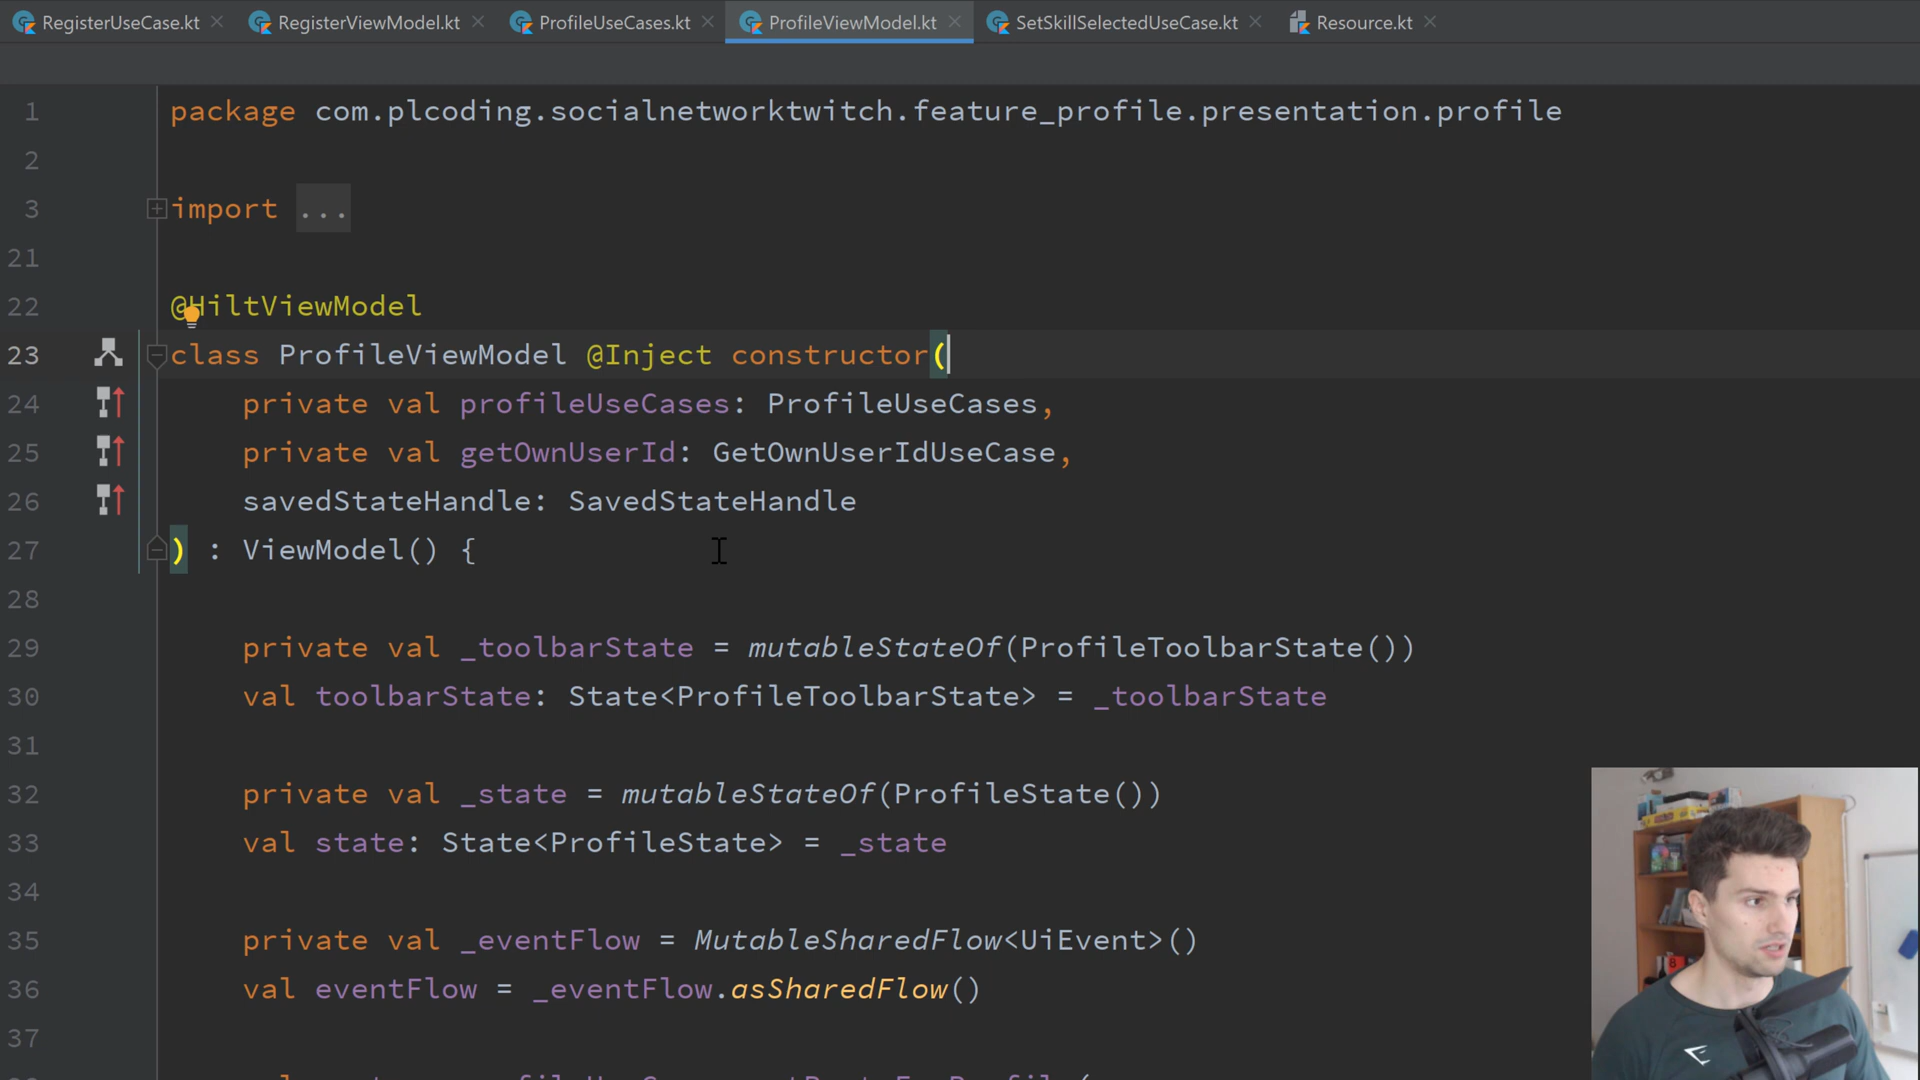 RegisterUseCase.kt RegisterViewModel.kt ProfileUseCases.kt ProfileViewModel.kt SetSkillSelectedUseCase.kt Resource.kt
1 package com.plcoding.socialnetworktwitch.feature_profile.presentation.profile
2
3 import ...
21
22 @HiltViewModel
23 class ProfileViewModel @Inject constructor(
24 private val profileUseCases: ProfileUseCases,
25 private val getOwnUserId: GetOwnUserIdUseCase,
26 savedStateHandle: SavedStateHandle
27 ) : ViewModel() {
28
29 private val _toolbarState = mutableStateOf(ProfileToolbarState())
30 val toolbarState: State<ProfileToolbarState> = _toolbarState
31
32 private val _state = mutableStateOf(ProfileState())
33 val state: State<ProfileState> = _state
34
35 private val _eventFlow = MutableSharedFlow<UiEvent>()
36 val eventFlow = _eventFlow.asSharedFlow()
37